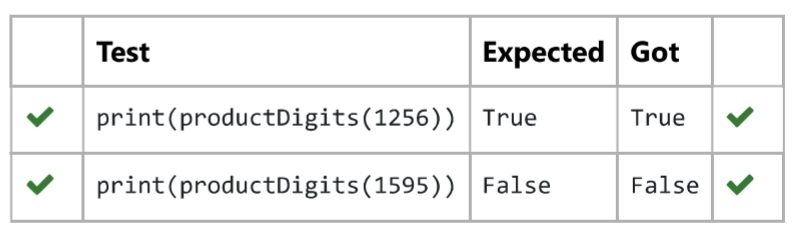 Test Expected Got
print(productDigits(1256)) True True
print(productDigits(1595)) False False